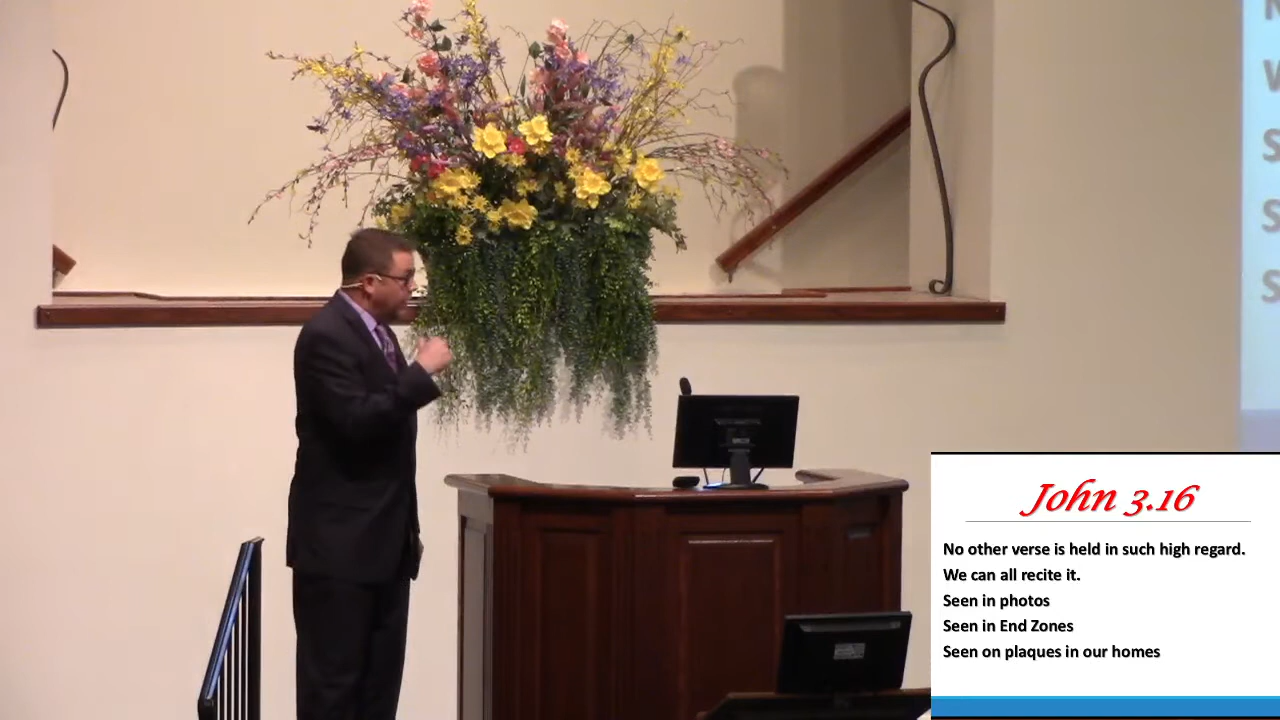 John 3.16
No other verse is held in such high regard.
We can all recite it.
Seen in photos
Seen in End Zones
Seen on plaques in our homes